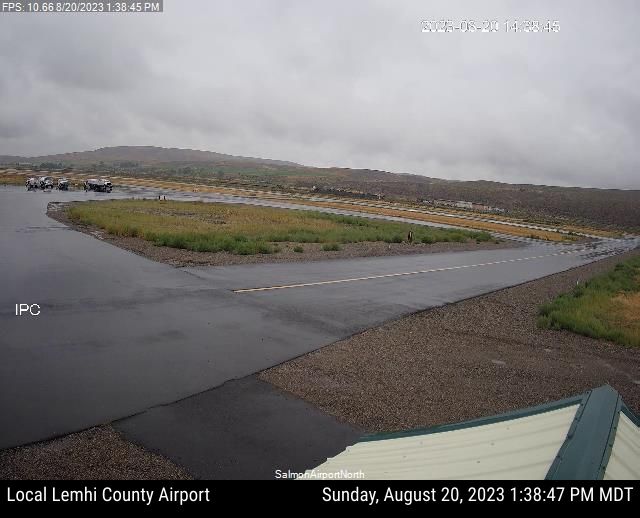 FPS: 10.66 8/20/2023 1:38:45 PM
2023-08-20 14:38:45
IPC
SalmonAirportNorth
Local Lemhi County Airport
Sunday, August 20, 2023 1:38:47 PM MDT